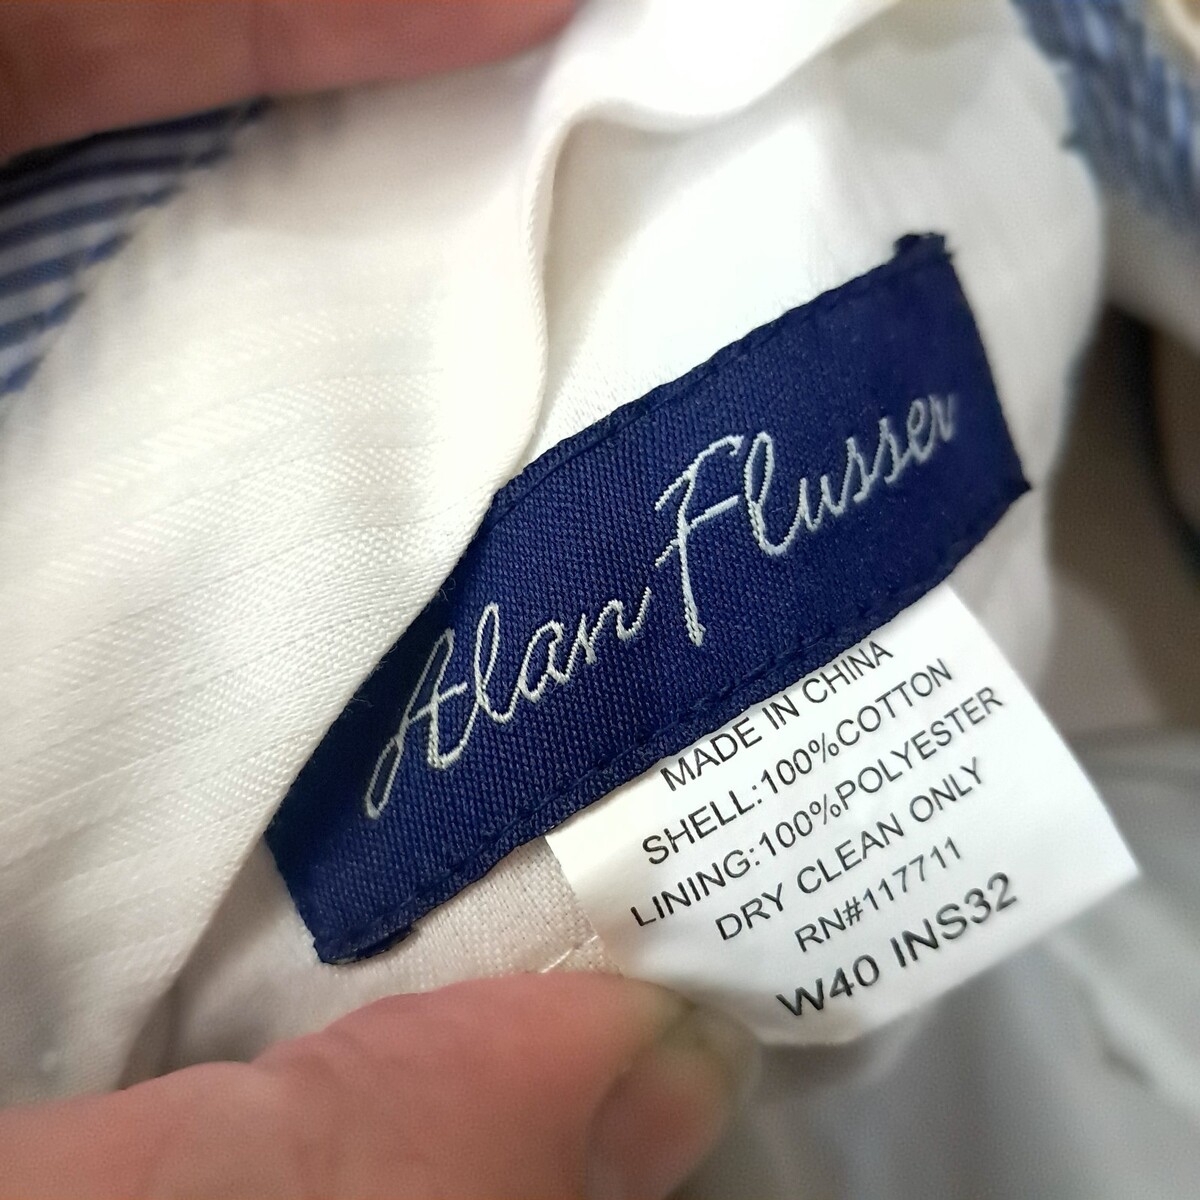 Alan Flusser
MADE IN CHINA
SHELL:100%COTTON
LINING:100%POLYESTER
DRY CLEAN ONLY
RN#117711
W40 INS32